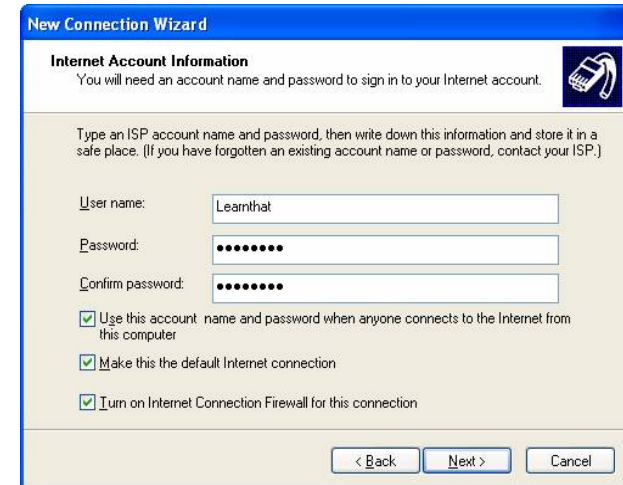 New Connection Wizard
Internet Account Information
You will need an account name and password to sign in to your Internet account.
Type an ISP account name and password, then write down this information and store it in a
safe place. (If you have forgotten an existing account name or password, contact your ISP.)
User name:
Learnthat
Password:
••••••••
Confirm password:
••••••••
Use this account name and password when anyone connects to the Internet from
this computer
Make this the default Internet connection
Turn on Internet Connection Firewall for this connection
< Back
Next >
Cancel